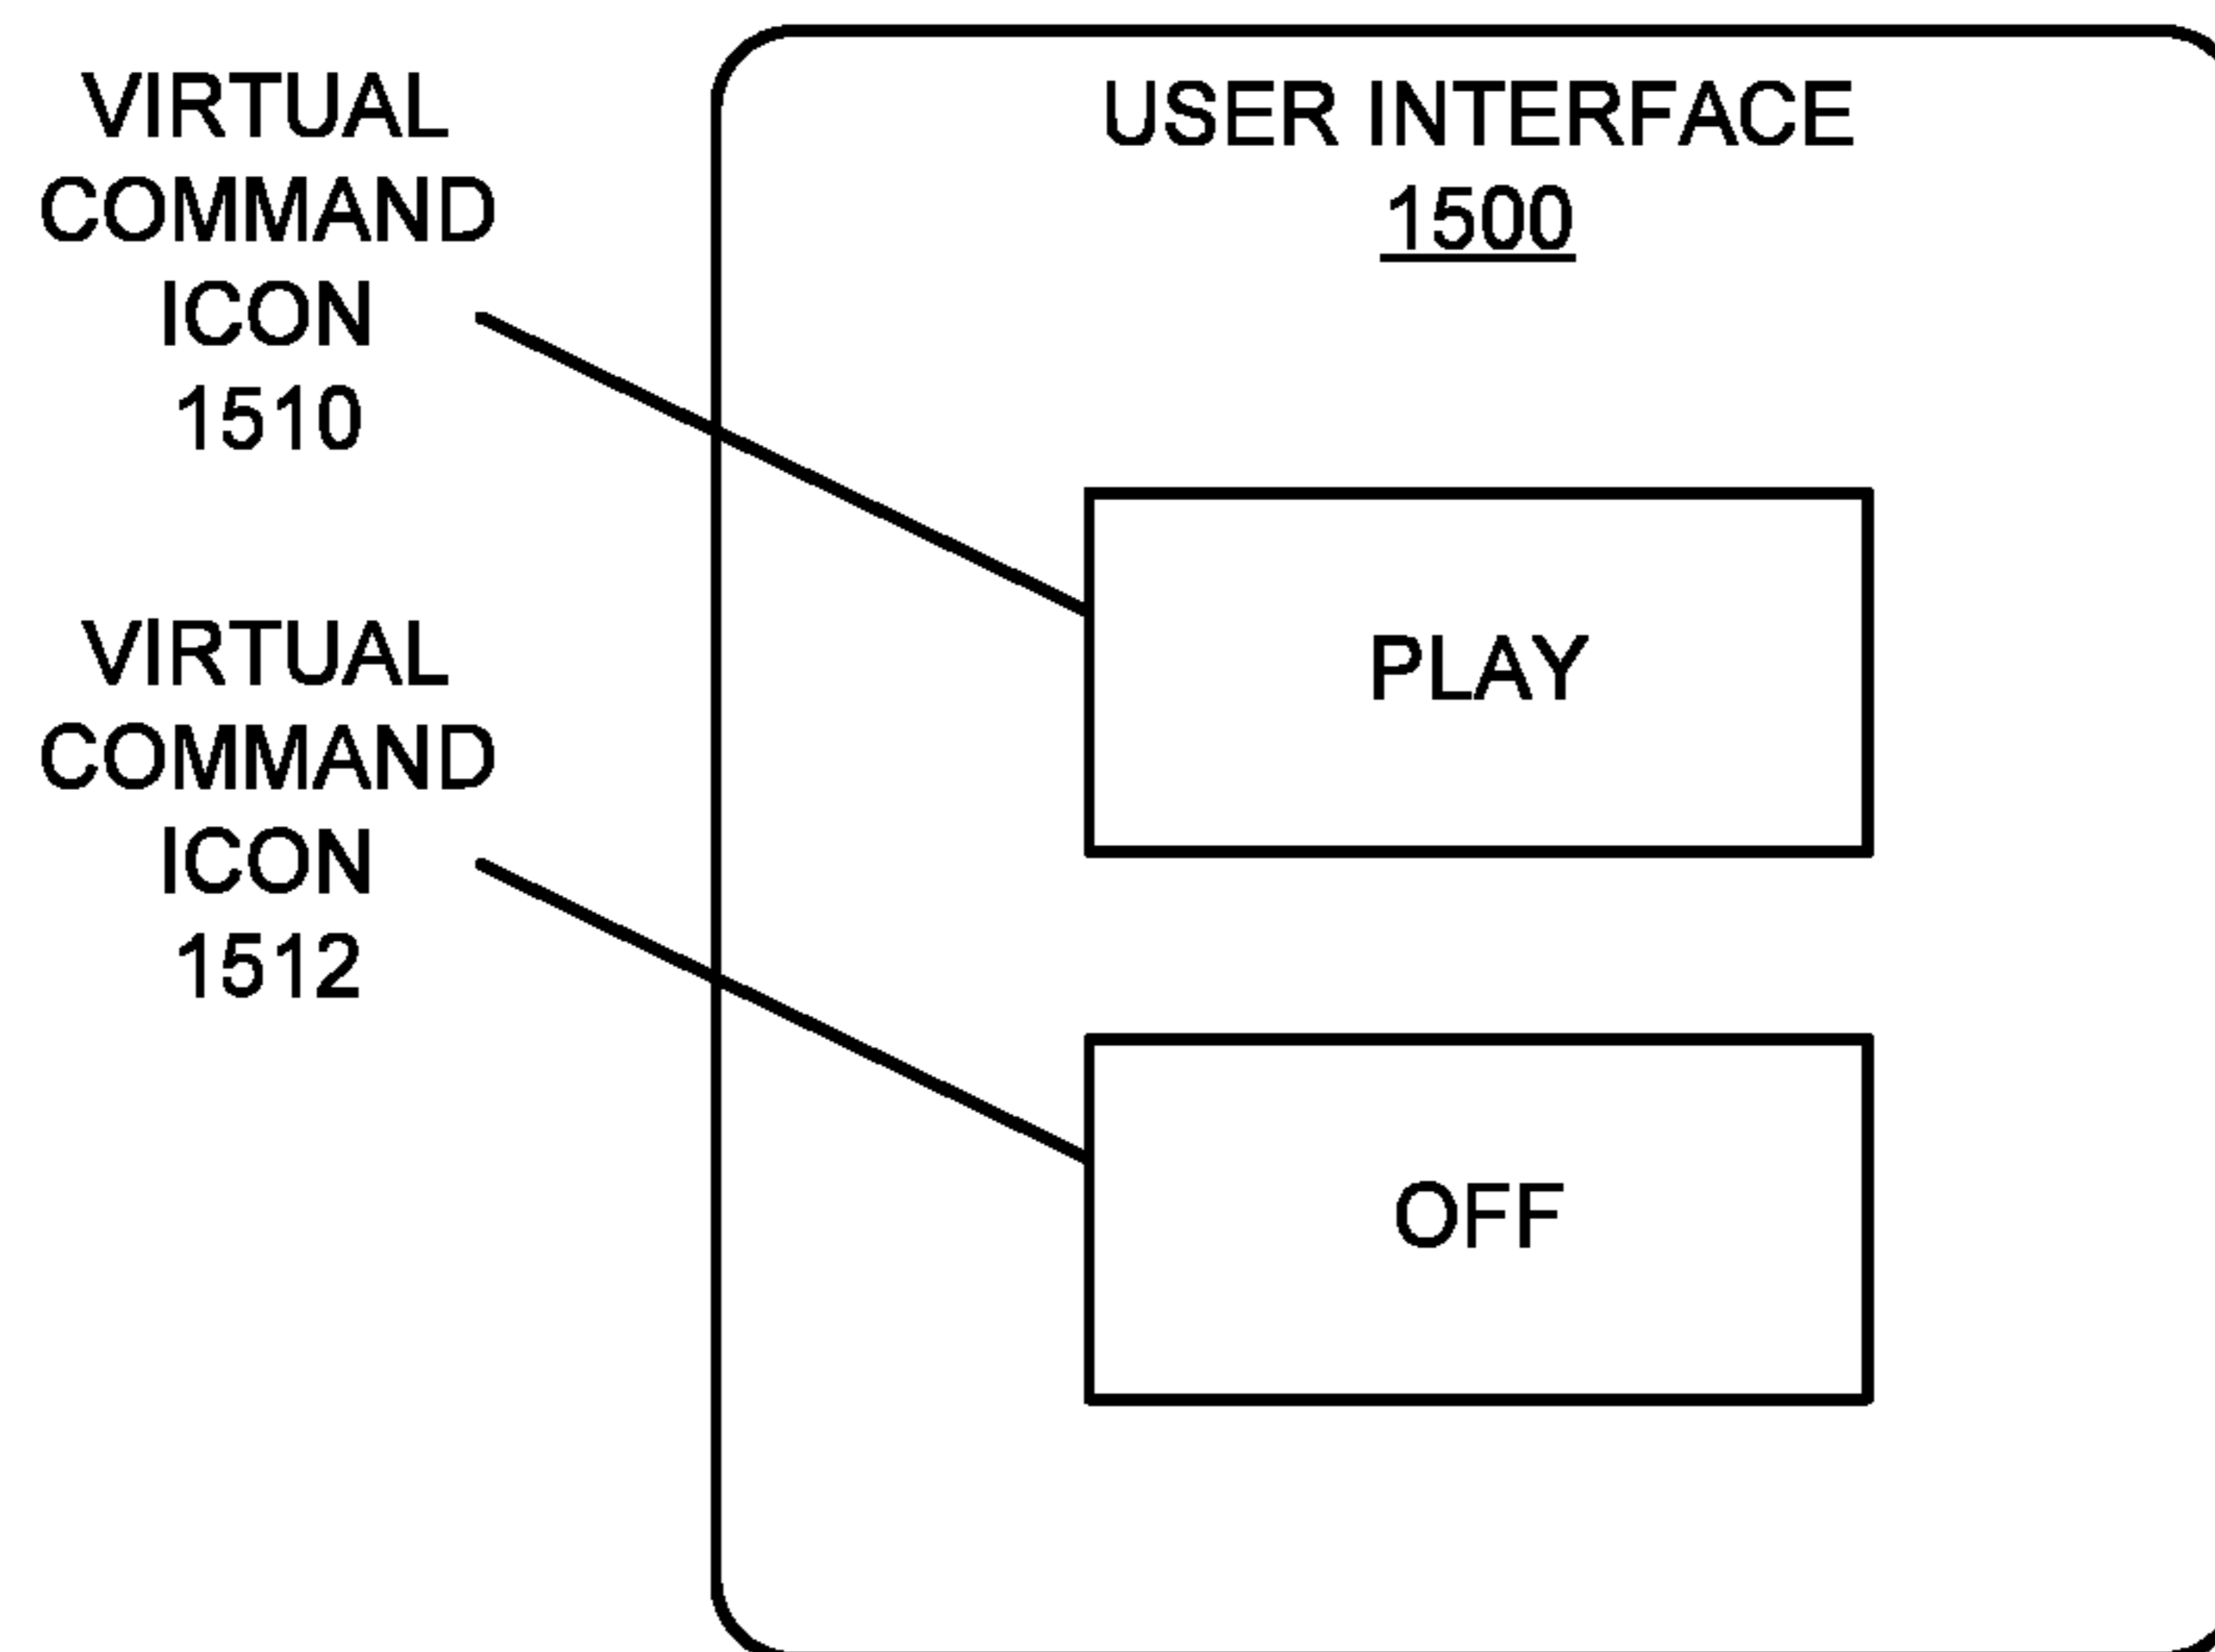 VIRTUAL
COMMAND
ICON
1510
VIRTUAL
COMMAND
ICON
1512
USER INTERFACE
1500
PLAY
OFF